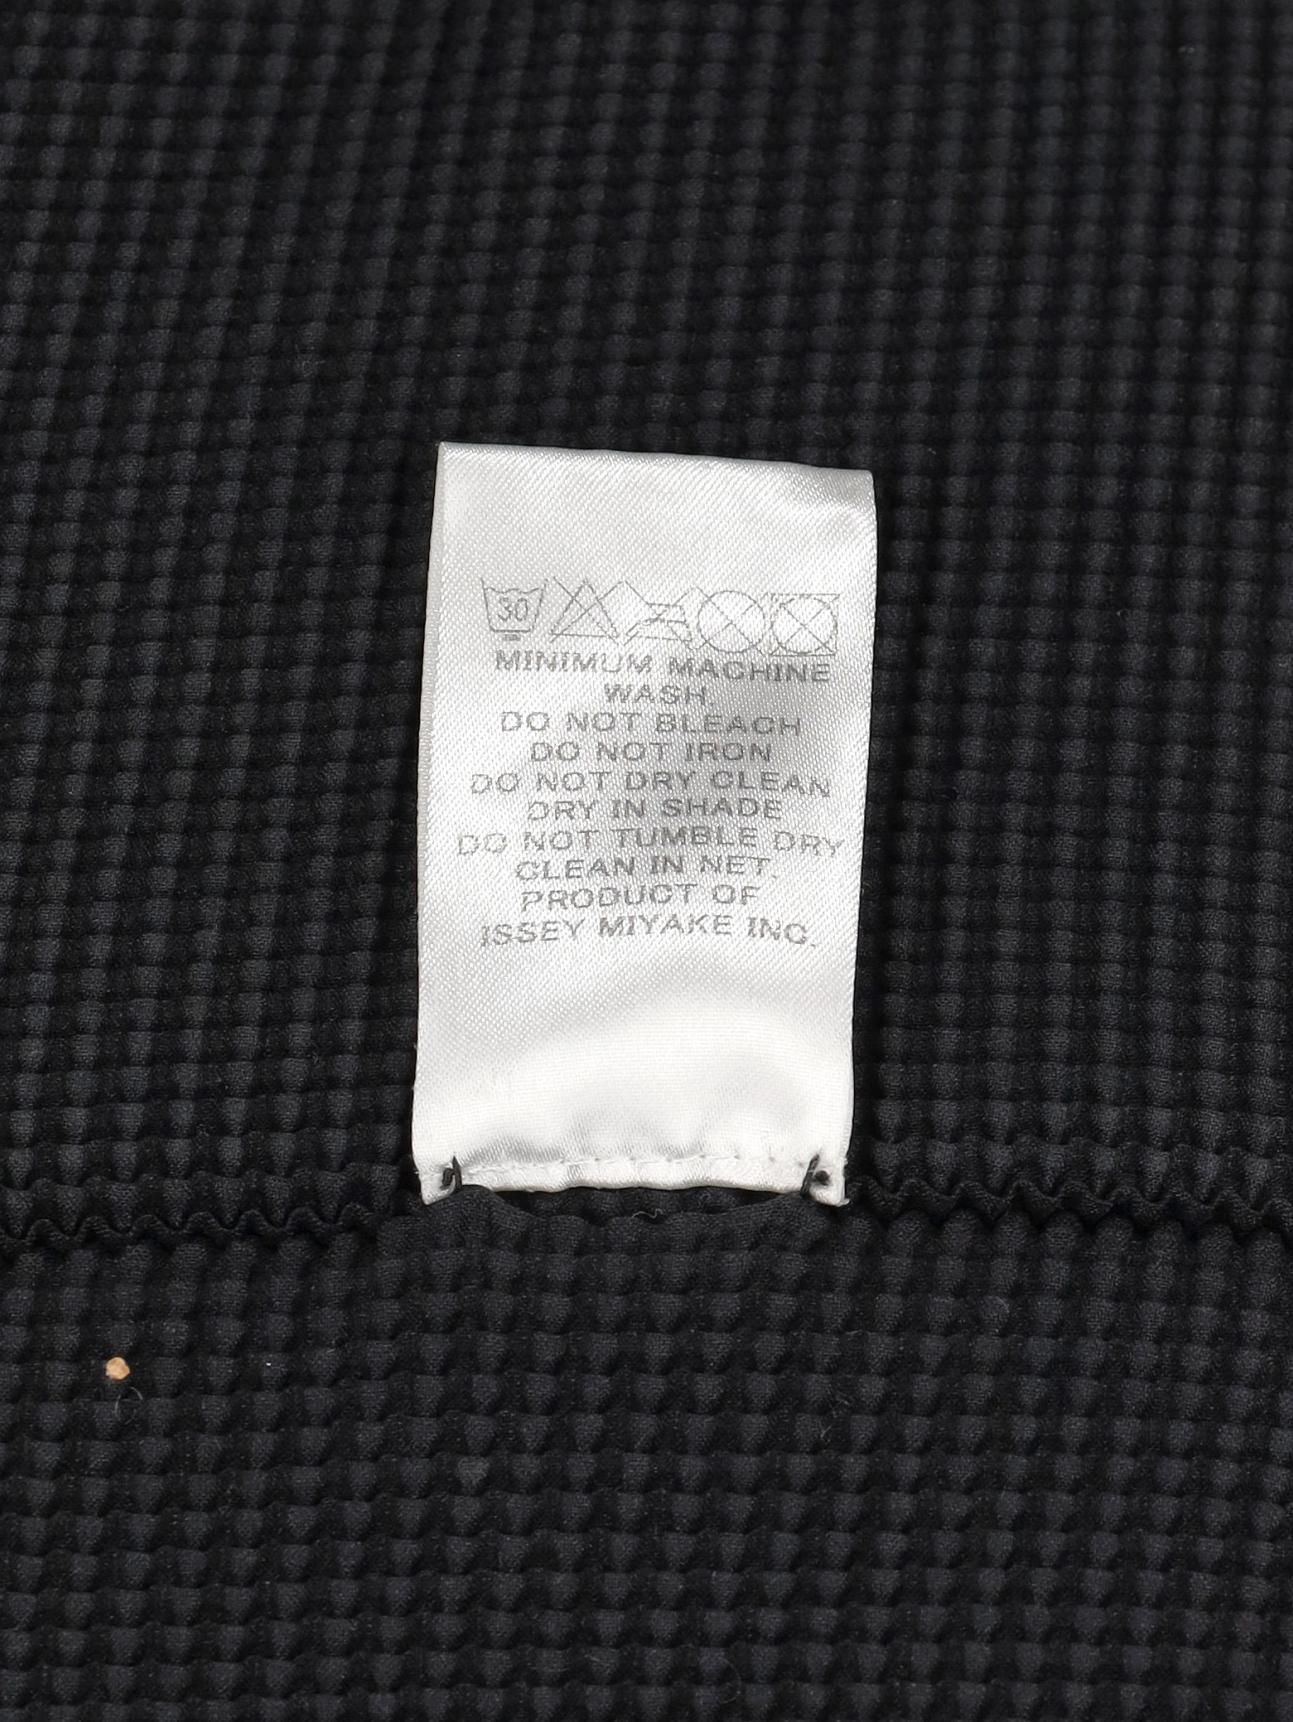 30
MINIMUM MACHINE
WASH.
DO NOT BLEACH
DO NOT IRON
DO NOT DRY CLEAN
DRY IN SHADE
DO NOT TUMBLE DRY
CLEAN IN NET.
PRODUCT OF
ISSEY MIYAKE INC.